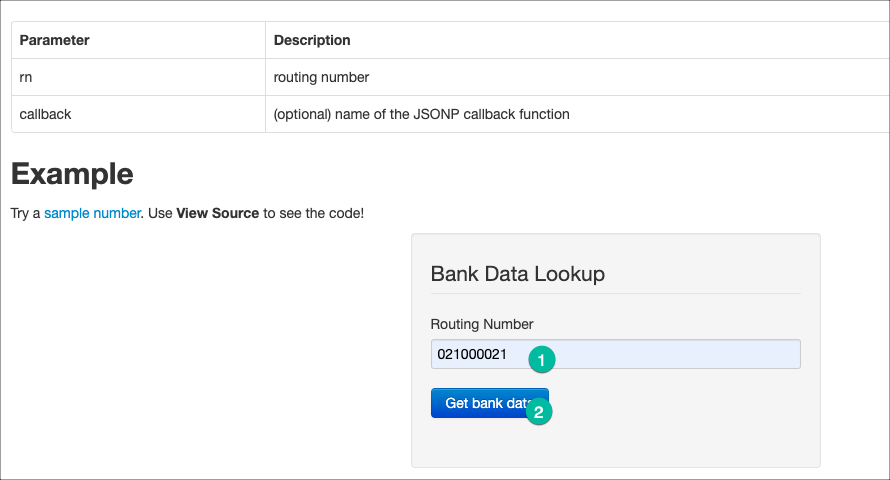 Parameter Description
rn routing number
callback (optional) name of the JSONP callback function
Example
Try a sample number. Use View Source to see the code!
Bank Data Lookup
Routing Number
021000021 1
Get bank data 2